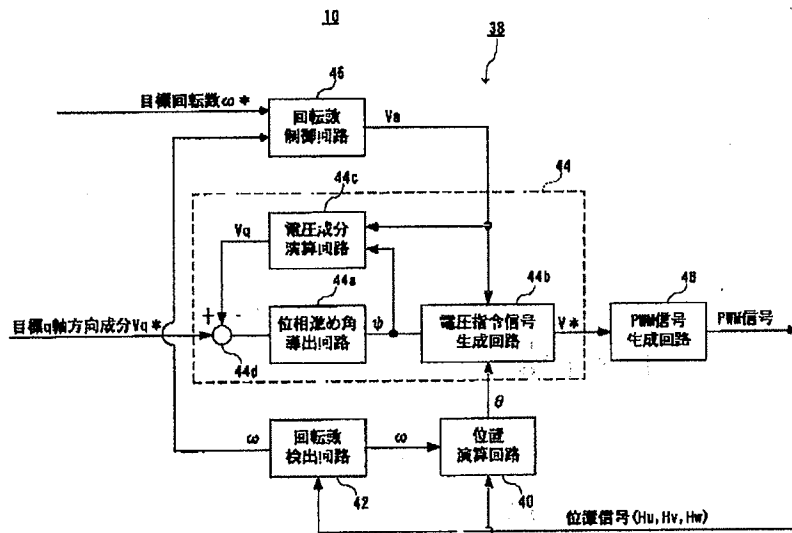 10
38
46
目標回転数ω*
回転数
制御回路
Va
44
44c
Vq
電圧成分
演算回路
44a
44b
48
目標q軸方向成分Vq*
+
-
44d
位相進め角
導出回路
ψ
電圧指令信号
生成回路
V*
PWM信号
生成回路
PWM信号
θ
ω
回転数
検出回路
ω
位置
演算回路
42
40
位置信号(Hu,Hv,Hw)